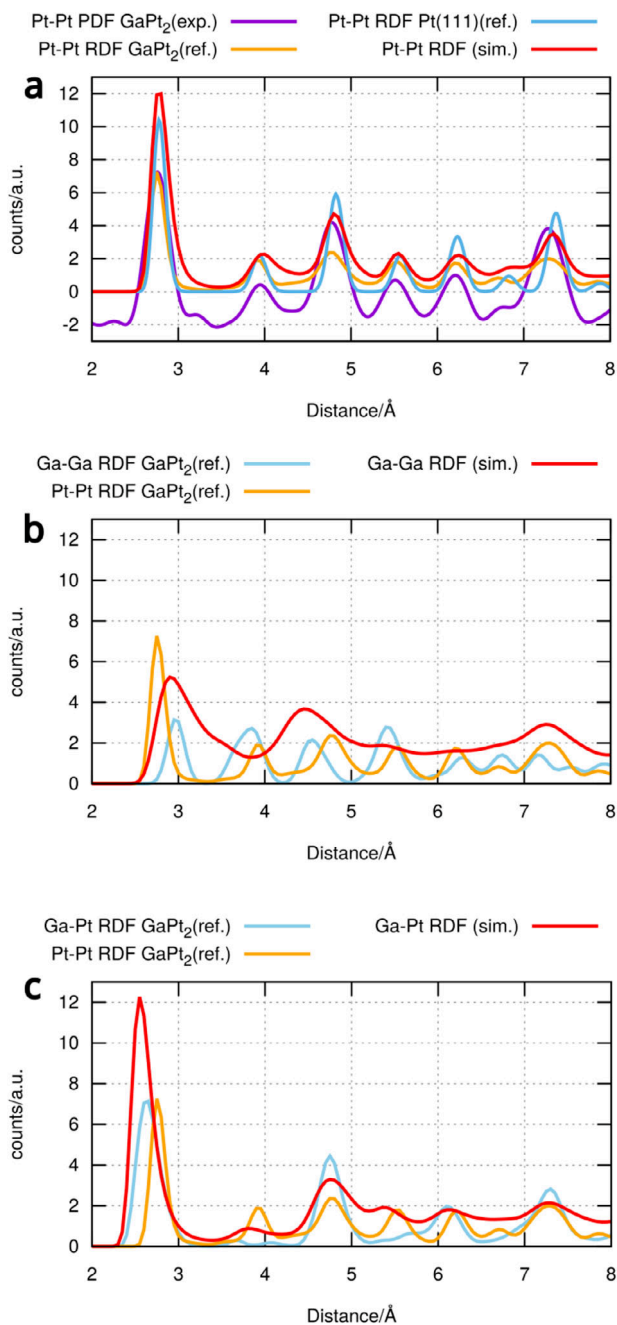 Pt-Pt PDF GaPt₂(exp.) Pt-Pt RDF Pt(111)(ref.)
Pt-Pt RDF GaPt₂(ref.) Pt-Pt RDF (sim.)
a
12
10
8
6
4
2
0
-2
counts/a.u.
2 3 4 5 6 7 8
Distance/Å
Ga-Ga RDF GaPt₂(ref.) Ga-Ga RDF (sim.)
Pt-Pt RDF GaPt₂(ref.)
b
12
10
8
6
4
2
0
counts/a.u.
2 3 4 5 6 7 8
Distance/Å
Ga-Pt RDF GaPt₂(ref.) Ga-Pt RDF (sim.)
Pt-Pt RDF GaPt₂(ref.)
c
12
10
8
6
4
2
0
counts/a.u.
2 3 4 5 6 7 8
Distance/Å